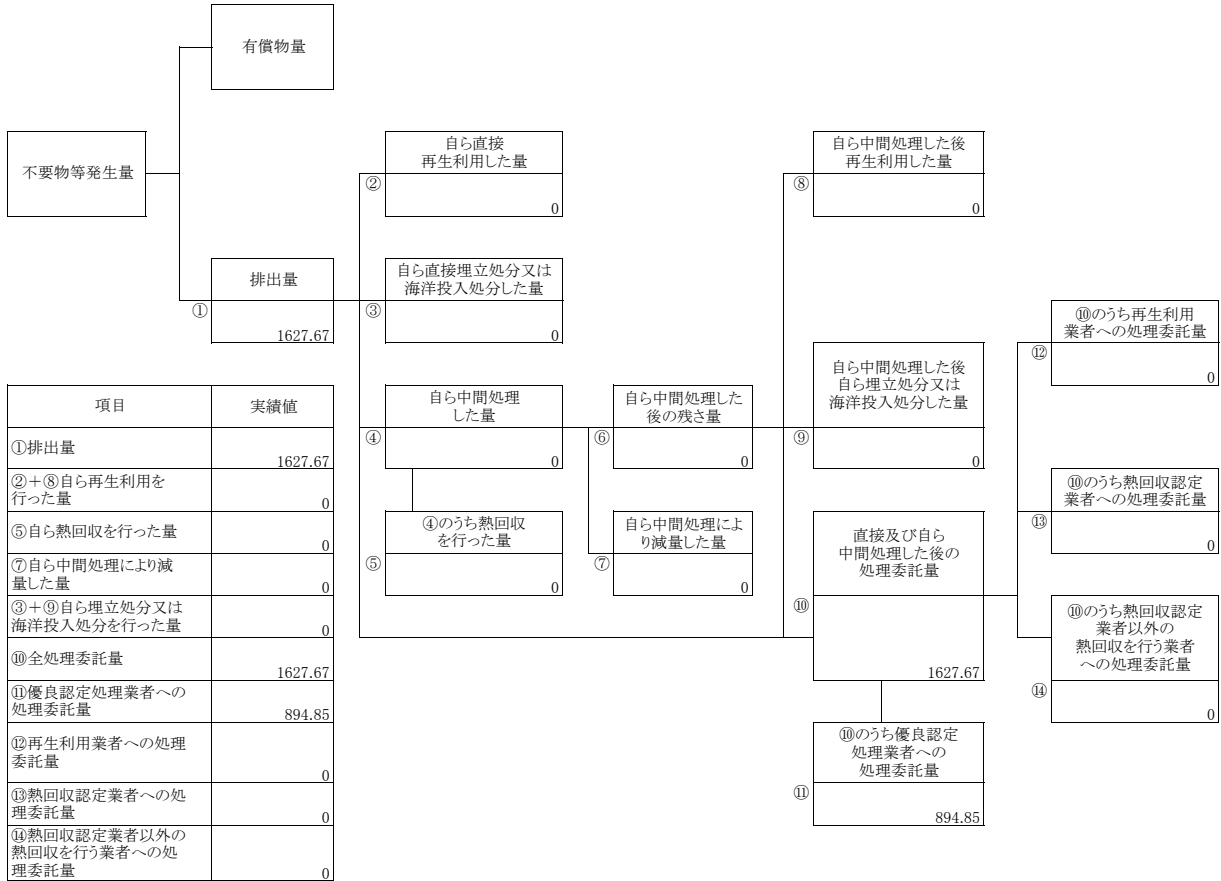 有償物量
不要物等発生量
自ら直接
再生利用した量
②
0
自ら中間処理した後
再生利用した量
⑧
0
排出量
①
1627.67
自ら直接埋立処分又は
海洋投入処分した量
③
0
⑩のうち再生利用
業者への処理委託量
⑫
0
自ら中間処理
した量
④
0
自ら中間処理した
後の残さ量
⑥
0
自ら中間処理した後
自ら埋立処分又は
海洋投入処分した量
⑨
0
⑩のうち熱回収認定
業者への処理委託量
⑬
0
④のうち熱回収
を行った量
⑤
0
自ら中間処理によ
り減量した量
⑦
0
直接及び自ら
中間処理した後の
処理委託量
⑩
1627.67
⑩のうち熱回収認定
業者以外の
熱回収を行う業者
への処理委託量
⑭
0
⑩のうち優良認定
処理業者への
処理委託量
⑪
894.85
項目 実績値
①排出量
1627.67
②＋⑧自ら再生利用を
行った量
0
⑤自ら熱回収を行った量
0
⑦自ら中間処理により減
量した量
0
③＋⑨自ら埋立処分又は
海洋投入処分を行った量
0
⑩全処理委託量
1627.67
⑪優良認定処理業者への
処理委託量
894.85
⑫再生利用業者への処理
委託量
0
⑬熱回収認定業者への処
理委託量
0
⑭熱回収認定業者以外の
熱回収を行う業者への処
理委託量
0